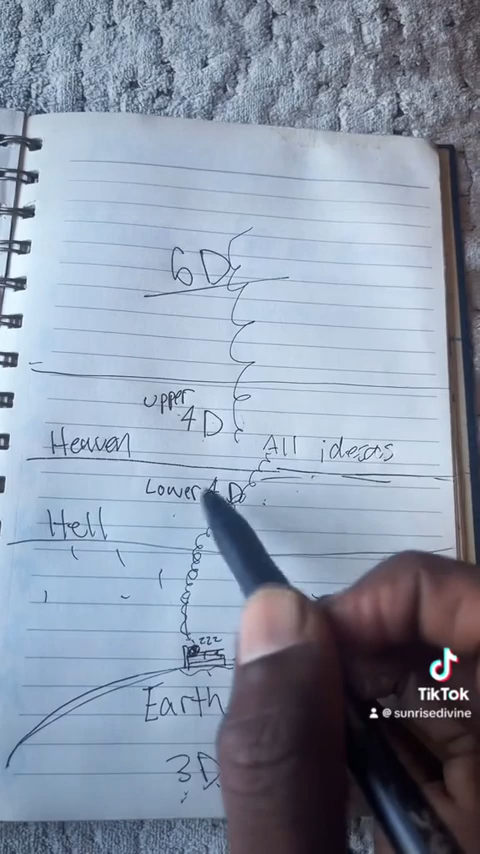 6D
upper
4D
Heaven
All ideas
Lower 4D
Hell
zzz
Earth
3D
TikTok
@sunrisedivine